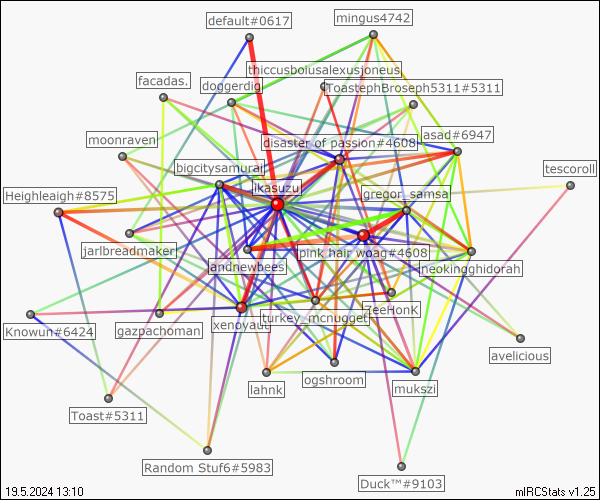 default#0617
mingus4742
thiccusboiusalexusjoneus
facadas.
doggerdig
ToastephBroseph5311#5311
moonraven
disaster of passion#4608
asad#6947
bigcitysamurai
tescoroll
ikasuzu
gregor_samsa
Heighleaigh#8575
jarlbreadmaker
pink hair woag#4608
landnewbees
neokingghidorah
Knowun#6424
gazpachoman
xenoyaut
turkey_mcnugget
ZeeHonK
avelicious
lahnk
ogshroom
mukszi
Toast#5311
Random Stuf6#5983
Duck™#9103
19.5.2024 13:10
mIRCStats v1.25